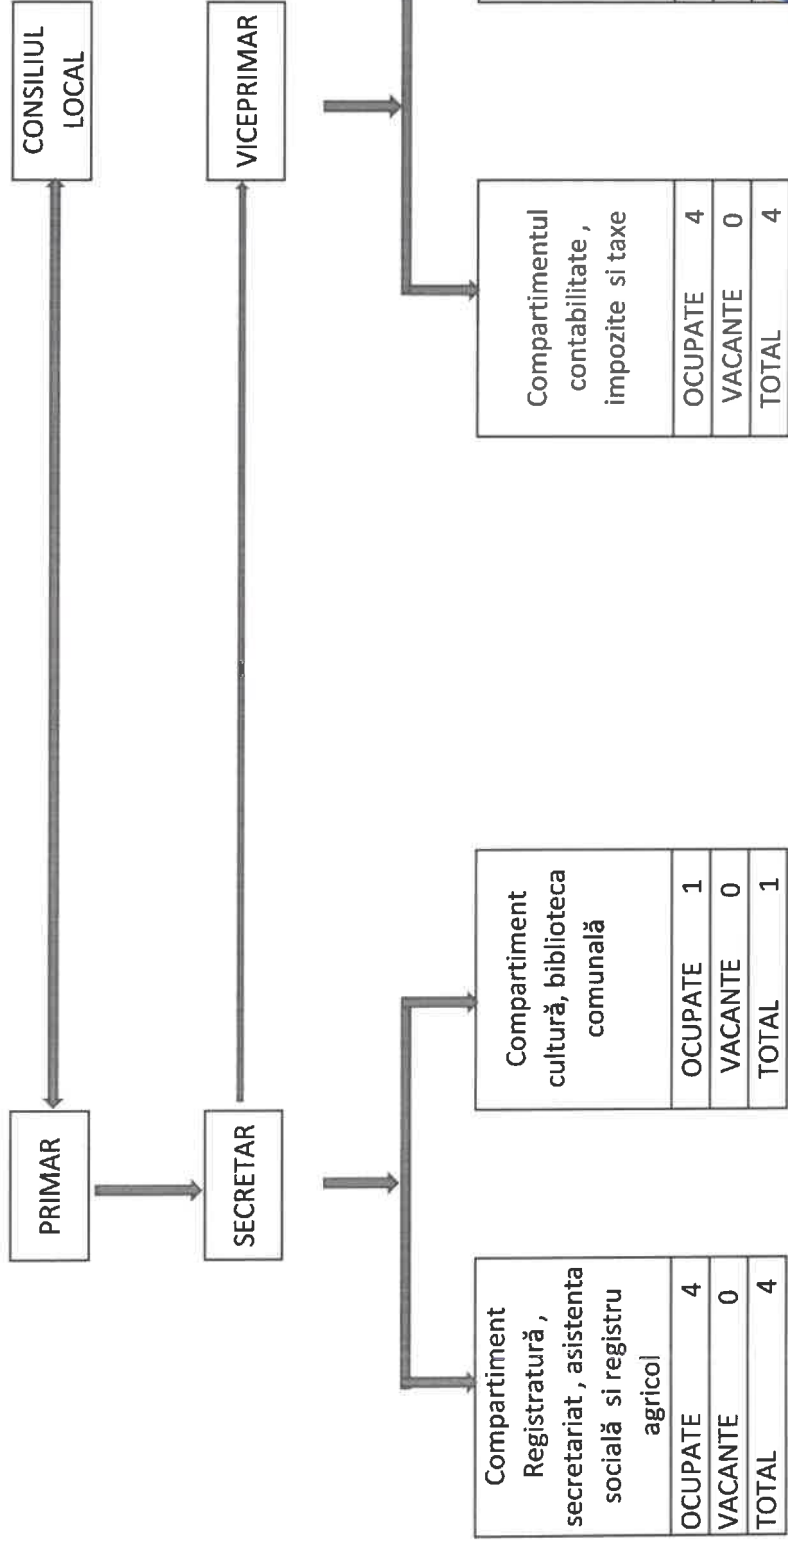 PRIMAR
CONSILIUL
LOCAL
SECRETAR
VICEPRIMAR
Compartiment
Registratură ,
secretariat , asistenta
socială si registru
agricol
OCUPATE 4
VACANTE 0
TOTAL 4
Compartiment
cultură, biblioteca
comunală
OCUPATE 1
VACANTE 0
TOTAL 1
Compartimentul
contabilitate ,
impozite si taxe
OCUPATE 4
VACANTE 0
TOTAL 4